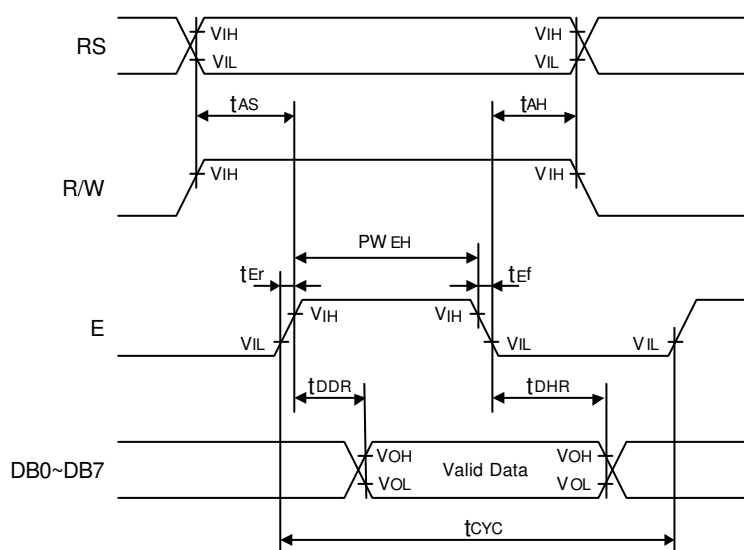 RS
VIH
VIH
VIL
VIL
tAS
tAH
R/W
VIH
VIH
PWEH
tEr
tEf
E
VIH
VIH
VIL
VIL
VIL
tDDR
tDHR
DB0~DB7
VOH
Valid Data
VOH
VOL
VOL
tCYC